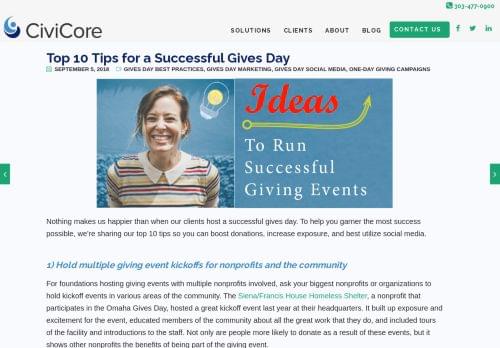 303-477-0900
CiviCore
SOLUTIONS CLIENTS ABOUT BLOG CONTACT US
Top 10 Tips for a Successful Gives Day
SEPTEMBER 5, 2018 GIVES DAY BEST PRACTICES, GIVES DAY MARKETING, GIVES DAY SOCIAL MEDIA, ONE-DAY GIVING CAMPAIGNS
Ideas
To Run
Successful
Giving Events
Nothing makes us happier than when our clients host a successful gives day. To help you garner the most success
possible, we're sharing our top 10 tips so you can boost donations, increase exposure, and best utilize social media.
1) Hold multiple giving event kickoffs for nonprofits and the community
For foundations hosting giving events with multiple nonprofits involved, ask your biggest nonprofits or organizations to
hold kickoff events in various areas of the community. The Siena/Francis House Homeless Shelter, a nonprofit that
participates in the Omaha Gives Day, hosted a great kickoff event last year at their headquarters. It built up exposure and
excitement for the event, educated members of the community about all the great work that they do, and included tours
of the facility and introductions to the staff. Not only are people more likely to donate as a result of these events, but it
shows other nonprofits the benefits of being part of the giving event.